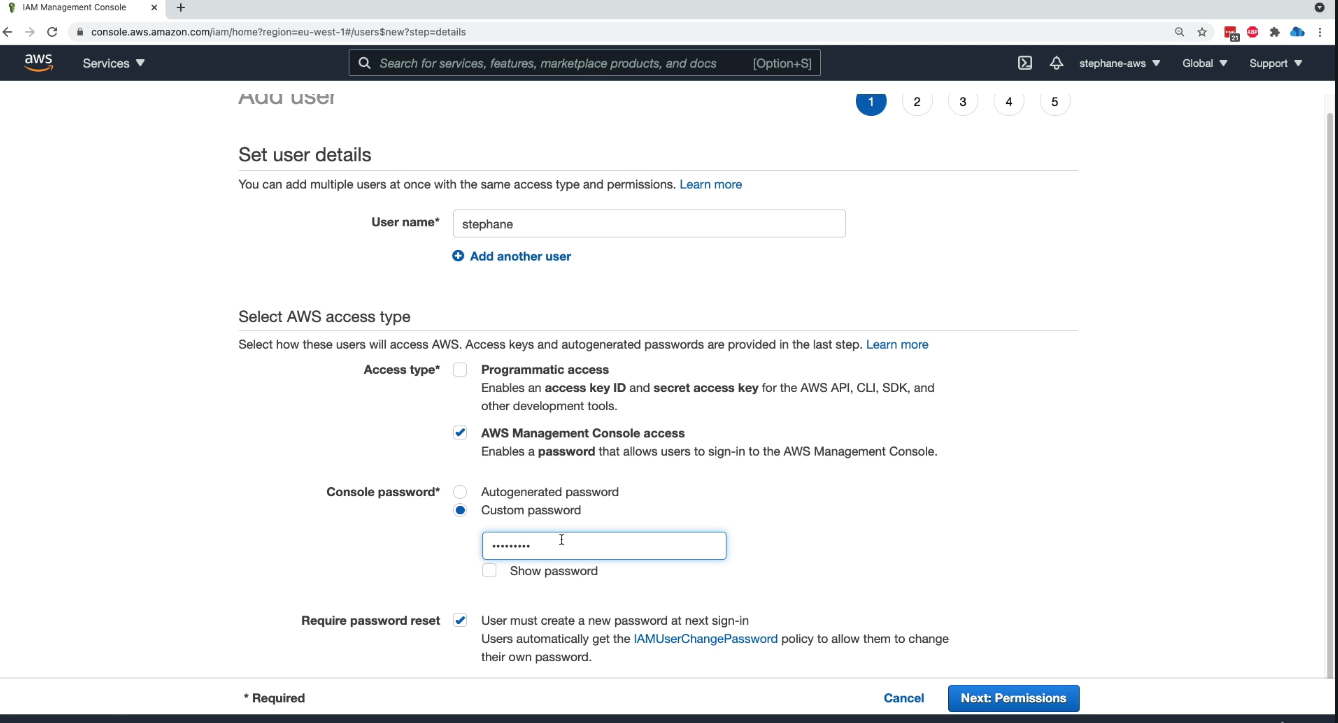 IAM Management Console
console.aws.amazon.com/iam/home?region=eu-west-1#/users$new?step=details
21
ABP
aws
Services
Search for services, features, marketplace products, and docs [Option+S]
stephane-aws
Global
Support
Add user
1 2 3 4 5
Set user details
You can add multiple users at once with the same access type and permissions. Learn more
User name* stephane
Add another user
Select AWS access type
Select how these users will access AWS. Access keys and autogenerated passwords are provided in the last step. Learn more
Access type* Programmatic access
Enables an access key ID and secret access key for the AWS API, CLI, SDK, and
other development tools.
AWS Management Console access
Enables a password that allows users to sign-in to the AWS Management Console.
Console password* Autogenerated password
Custom password
•••••••••
Show password
Require password reset User must create a new password at next sign-in
Users automatically get the IAMUserChangePassword policy to allow them to change
their own password.
* Required
Cancel
Next: Permissions